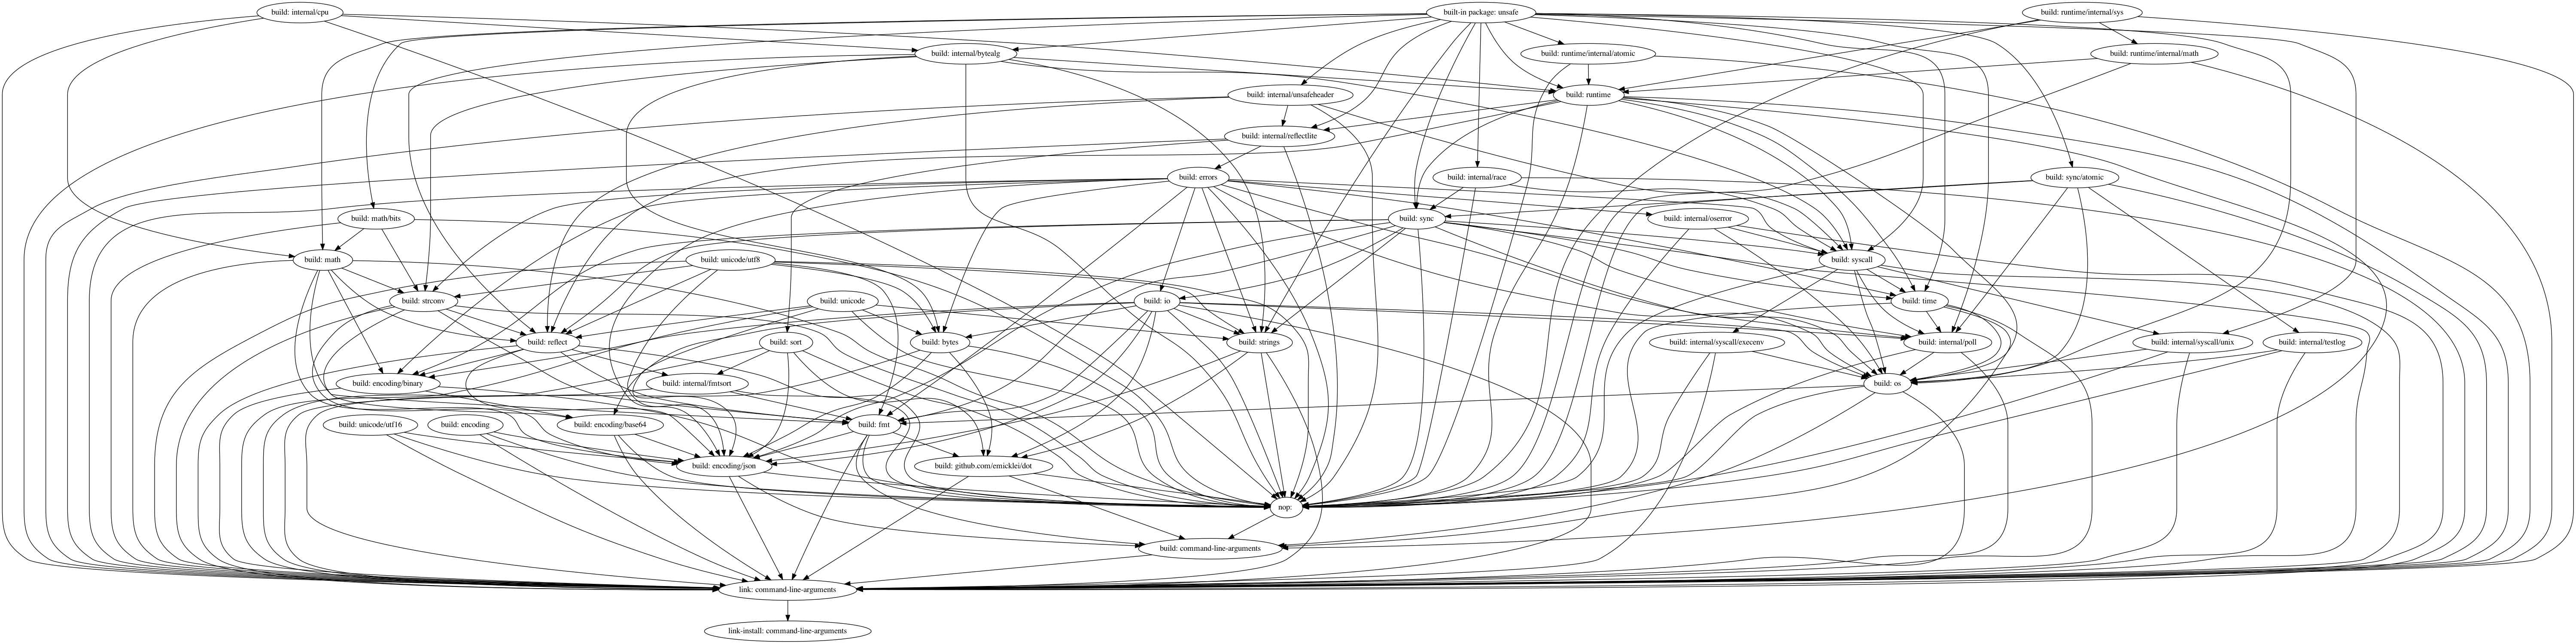 build: internal/cpu
built-in package: unsafe
build: runtime/internal/sys
build: internal/bytealg
build: runtime/internal/atomic
build: runtime/internal/math
build: internal/unsafeheader
build: runtime
build: internal/reflectlite
build: errors
build: internal/race
build: sync/atomic
build: math/bits
build: sync
build: internal/oserror
build: math
build: unicode/utf8
build: syscall
build: strconv
build: unicode
build: io
build: time
build: reflect
build: sort
build: bytes
build: strings
build: internal/syscall/execenv
build: internal/poll
build: internal/syscall/unix
build: internal/testlog
build: encoding/binary
build: internal/fmtsort
build: os
build: unicode/utf16
build: encoding
build: encoding/base64
build: fmt
build: encoding/json
build: github.com/emicklei/dot
nop:
build: command-line-arguments
link: command-line-arguments
link-install: command-line-arguments